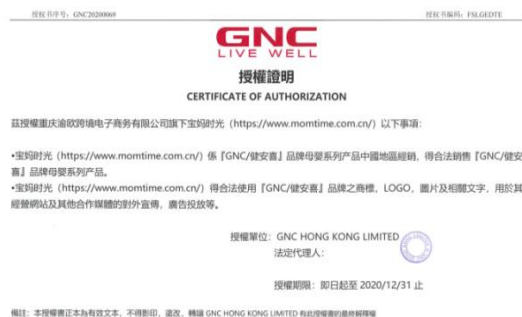 授权书序号：GNC20200069 授权书编码：FSLGEDTE
GNC
LIVE WELL
授權證明
CERTIFICATE OF AUTHORIZATION
茲授權重庆渝欧跨境电子商务有限公司旗下宝妈时光（https://www.momtime.com.cn/）以下事項：
•宝妈时光（https://www.momtime.com.cn/）係『GNC/健安喜』品牌母婴系列产品中國地區經銷，得合法銷售『GNC/健安
喜』品牌母婴系列产品。
•宝妈时光（https://www.momtime.com.cn/）得合法使用『GNC/健安喜』品牌之商標、LOGO、圖片及相關文字，用於其
經營網站及其他合作媒體的對外宣傳，廣告投放等。
授權單位：GNC HONG KONG LIMITED
法定代理人：
授權期限：即日起至 2020/12/31 止
備註：本授權書正本為有效文本，不得影印、塗改、轉讓 GNC HONG KONG LIMITED 有此授權書的最終解釋權